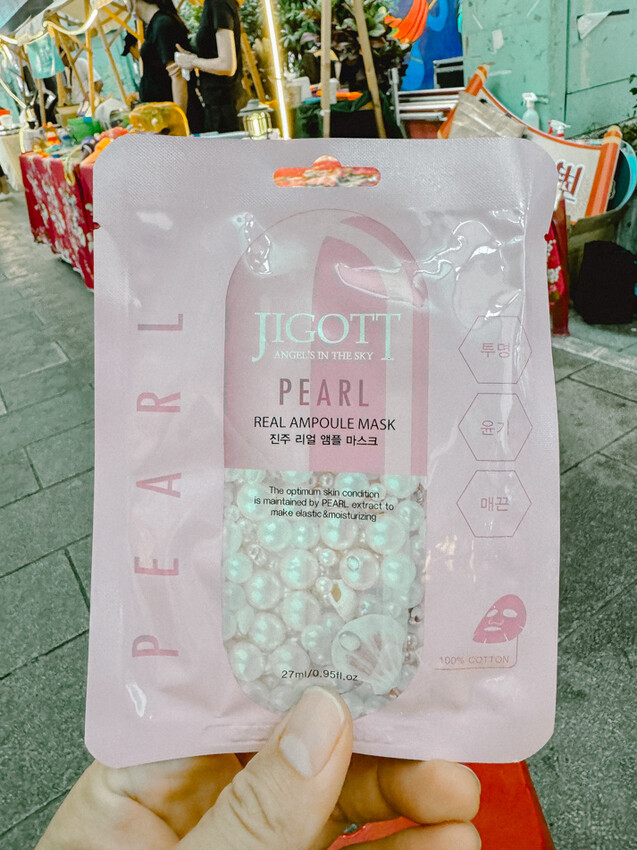 PEARL
JIGOTT
ANGEL'S IN THE SKY
PEARL
REAL AMPOULE MASK
진주 리얼 앰플 마스크
The optimum skin condition
is maintained by PEARL extract to
make elastic&moisturizing
27ml/0.95fl.oz
투명
윤기
매끈
100% COTTON